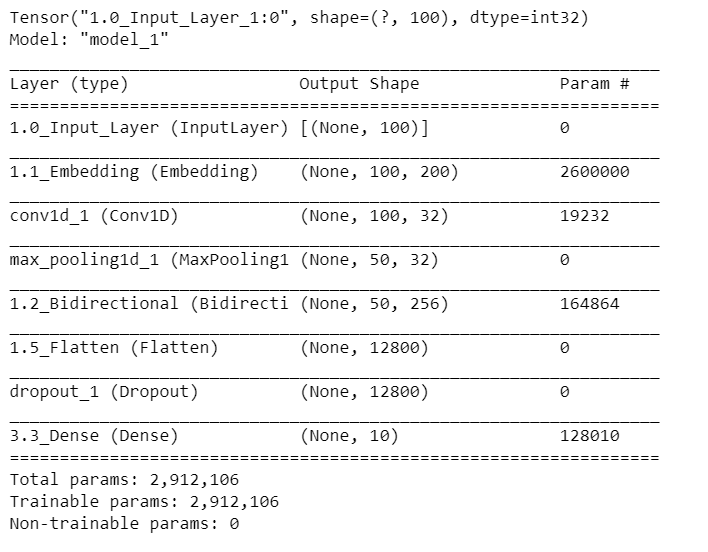 Tensor("1.0_Input_Layer_1:0", shape=(?, 100), dtype=int32)
Model: "model_1"
_________________________________________________________________
Layer (type)                 Output Shape              Param #
=================================================================
1.0_Input_Layer (InputLayer) [(None, 100)]             0
_________________________________________________________________
1.1_Embedding (Embedding)    (None, 100, 200)          2600000
_________________________________________________________________
conv1d_1 (Conv1D)            (None, 100, 32)           19232
_________________________________________________________________
max_pooling1d_1 (MaxPooling1 (None, 50, 32)            0
_________________________________________________________________
1.2_Bidirectional (Bidirecti (None, 50, 256)           164864
_________________________________________________________________
1.5_Flatten (Flatten)        (None, 12800)             0
_________________________________________________________________
dropout_1 (Dropout)          (None, 12800)             0
_________________________________________________________________
3.3_Dense (Dense)            (None, 10)                128010
=================================================================
Total params: 2,912,106
Trainable params: 2,912,106
Non-trainable params: 0